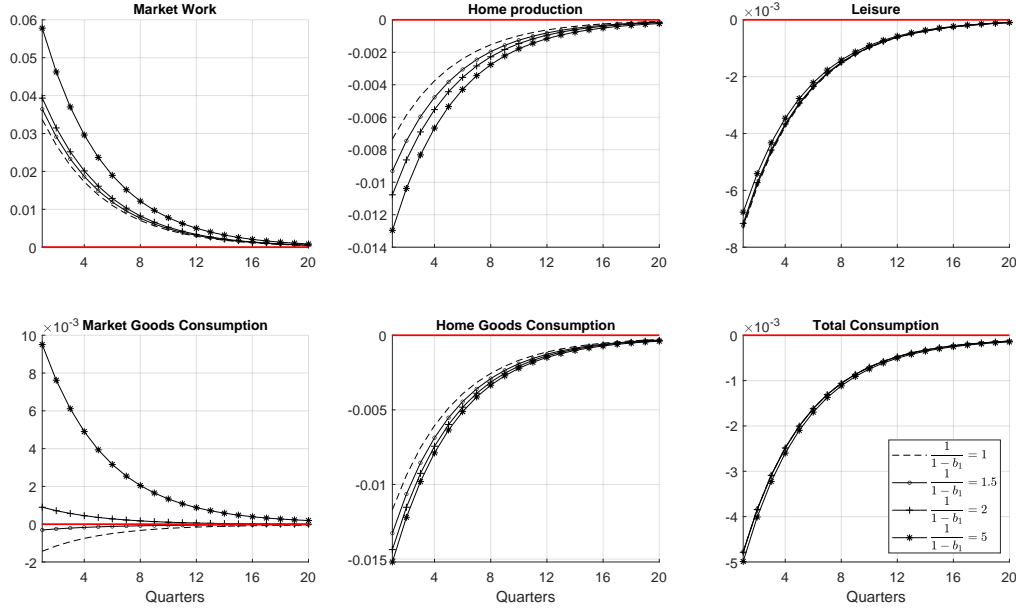 Market Work
0.06
0.05
0.04
0.03
0.02
0.01
0
4 8 12 16 20
Home production
0
-0.002
-0.004
-0.006
-0.008
-0.01
-0.012
-0.014
4 8 12 16 20
×10⁻³
Leisure
0
-2
-4
-6
-8
4 8 12 16 20
×10⁻³
Market Goods Consumption
10
8
6
4
2
0
-2
4 8 12 16 20
Quarters
Home Goods Consumption
0
-0.005
-0.01
-0.015
4 8 12 16 20
Quarters
×10⁻³
Total Consumption
0
-1
-2
-3
-4
-5
4 8 12 16 20
Quarters
1/(1 − b₁) = 1
1/(1 − b₁) = 1.5
1/(1 − b₁) = 2
1/(1 − b₁) = 5